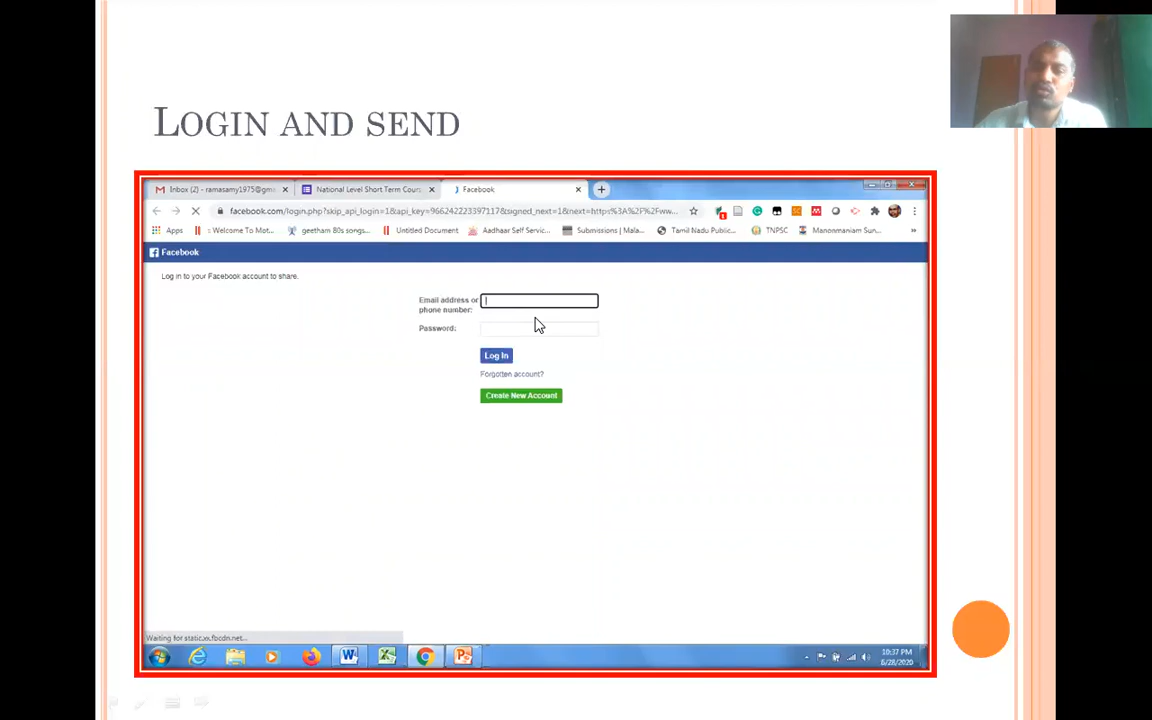 LOGIN AND SEND
Inbox (2) - ramasamy1975@gm
National Level Short Term Cours
Facebook
facebook.com/login.php?skip_api_login=1&api_key=966242223397117&signed_next=1&next=https%3A%2F%2Fww...
Apps
:: Welcome To Mot...
geetham 80s songs...
Untitled Document
Aadhaar Self Servic...
Submissions | Mala...
Tamil Nadu Public...
TNPSC
Manonmaniam Sun...
»
Facebook
Log in to your Facebook account to share.
Email address or
phone number:
Password:
Log In
Forgotten account?
Create New Account
Waiting for static.xx.fbcdn.net...
10:37 PM
6/28/2020